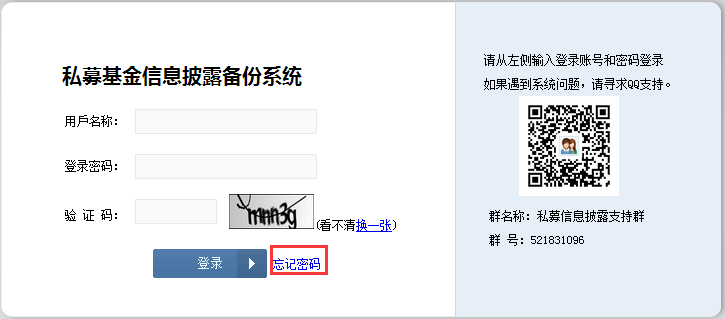 私募基金信息披露备份系统
用戶名称：
登录密码：
验 证 码：
(看不清换一张)
登录
忘记密码
请从左侧输入登录账号和密码登录
如果遇到系统问题，请寻求QQ支持。
群名称：私募信息披露支持群
群 号：521831096